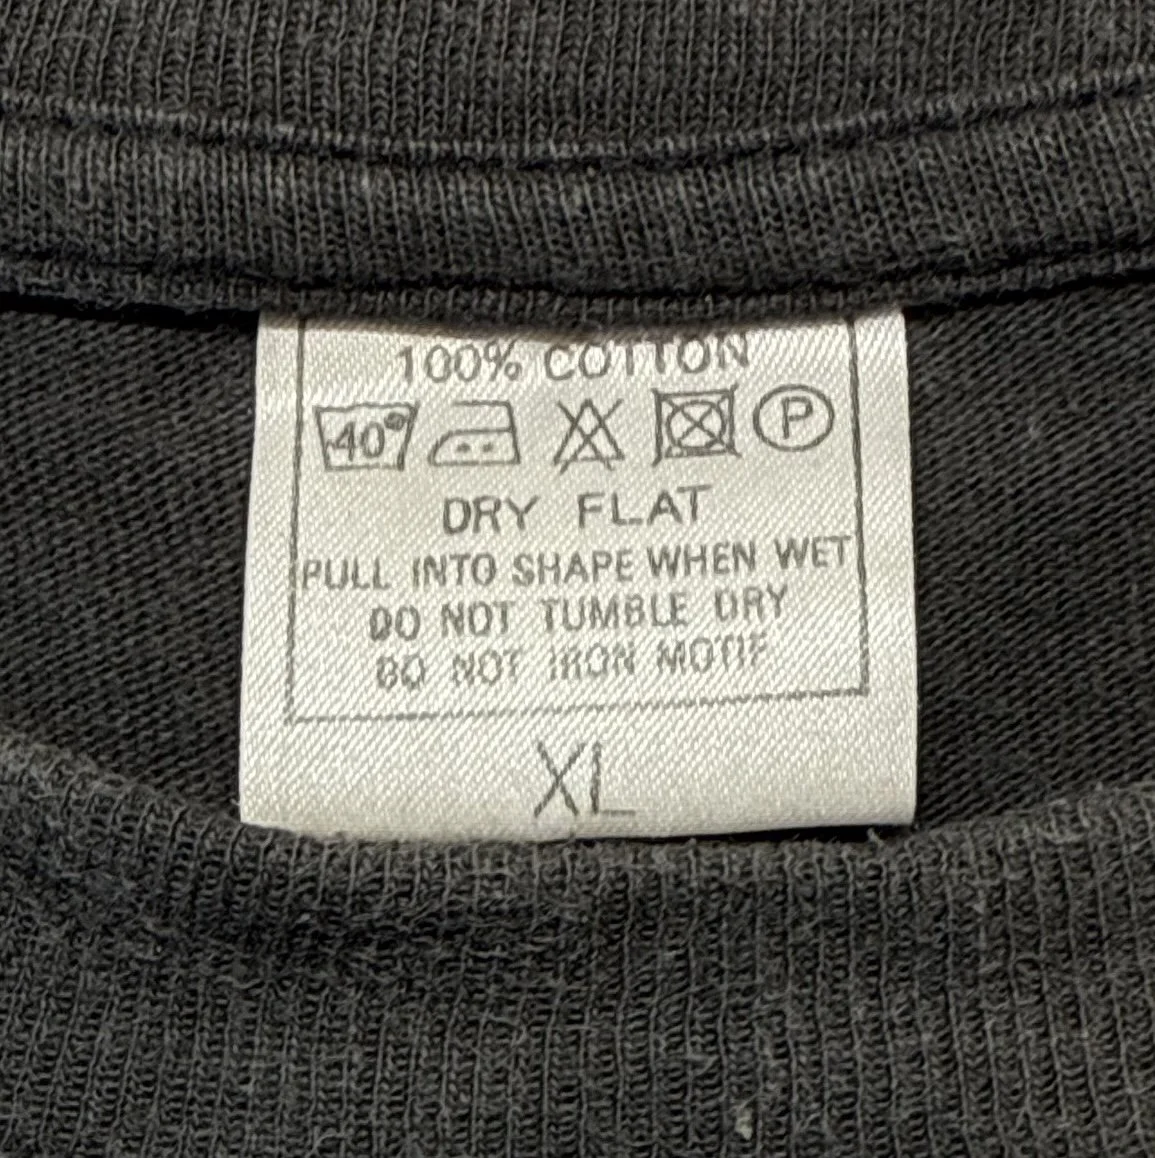 100% COTTON
40° P
DRY FLAT
PULL INTO SHAPE WHEN WET
DO NOT TUMBLE DRY
DO NOT IRON MOTIF
XL